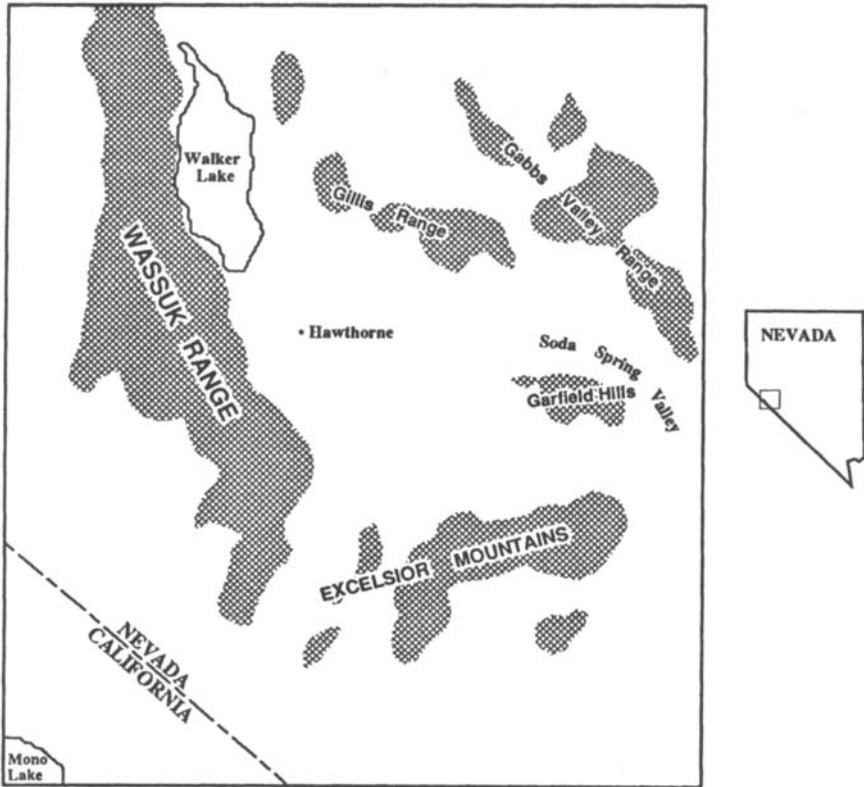 Walker
Lake
Gabbs
Valley
Range
Gillis Range
WASSUK RANGE
Hawthorne
Soda Spring
Valley
Garfield Hills
EXCELSIOR MOUNTAINS
NEVADA
CALIFORNIA
Mono
Lake
NEVADA